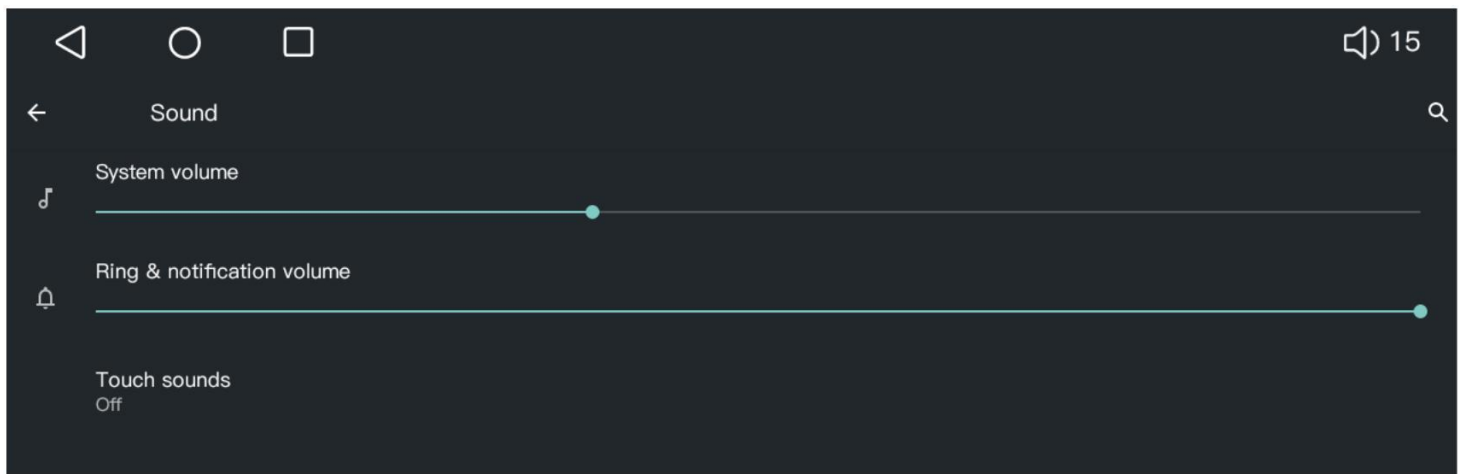 15
Sound
System volume
Ring & notification volume
Touch sounds
Off